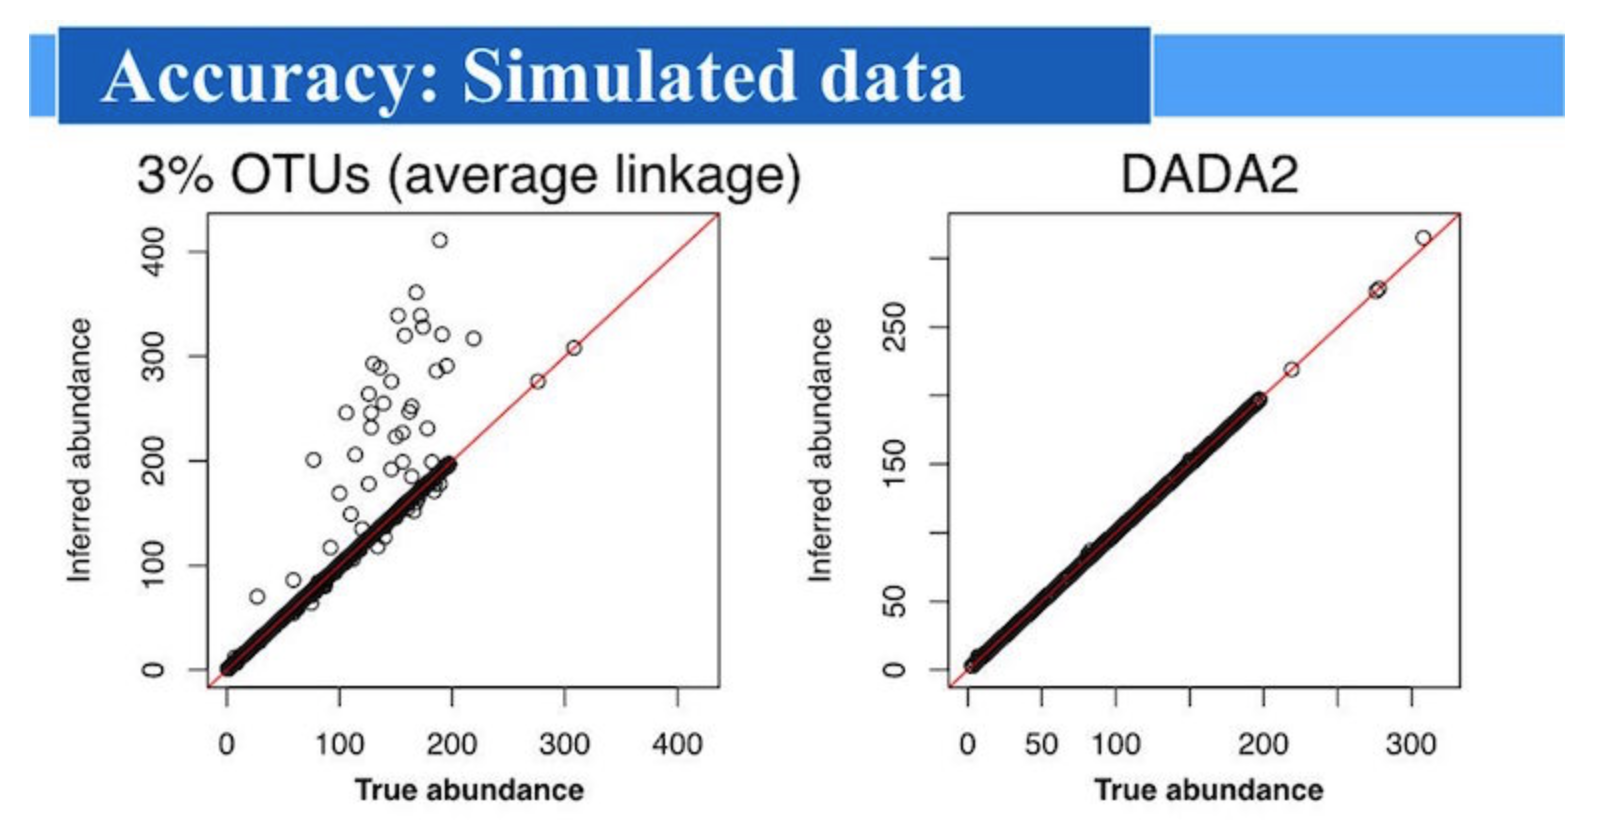 Accuracy: Simulated data
3% OTUs (average linkage)
Inferred abundance
400
300
200
100
0
0 100 200 300 400
True abundance
DADA2
Inferred abundance
250
150
50
0
0 50 100 200 300
True abundance